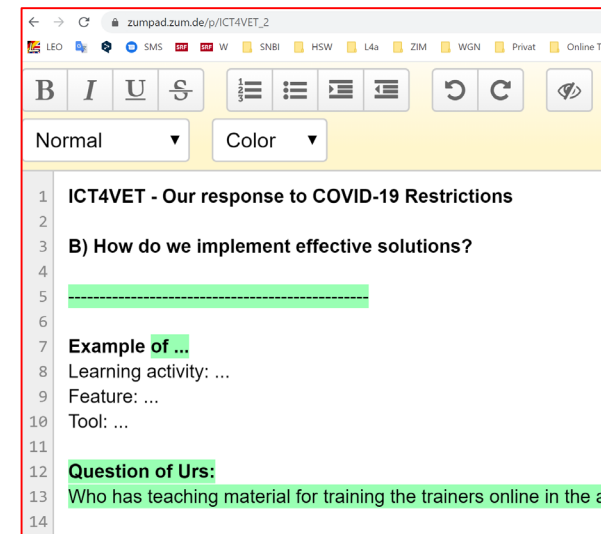 zumpad.zum.de/p/ICT4VET_2
LEO SMS SRF SRF W SNBI HSW L4a ZIM WGN Privat Online T
B I U S
Normal Color
1 ICT4VET - Our response to COVID-19 Restrictions
2
3 B) How do we implement effective solutions?
4
5 ------------------------------------------------
6
7 Example of ...
8 Learning activity: ...
9 Feature: ...
10 Tool: ...
11
12 Question of Urs:
13 Who has teaching material for training the trainers online in the a
14